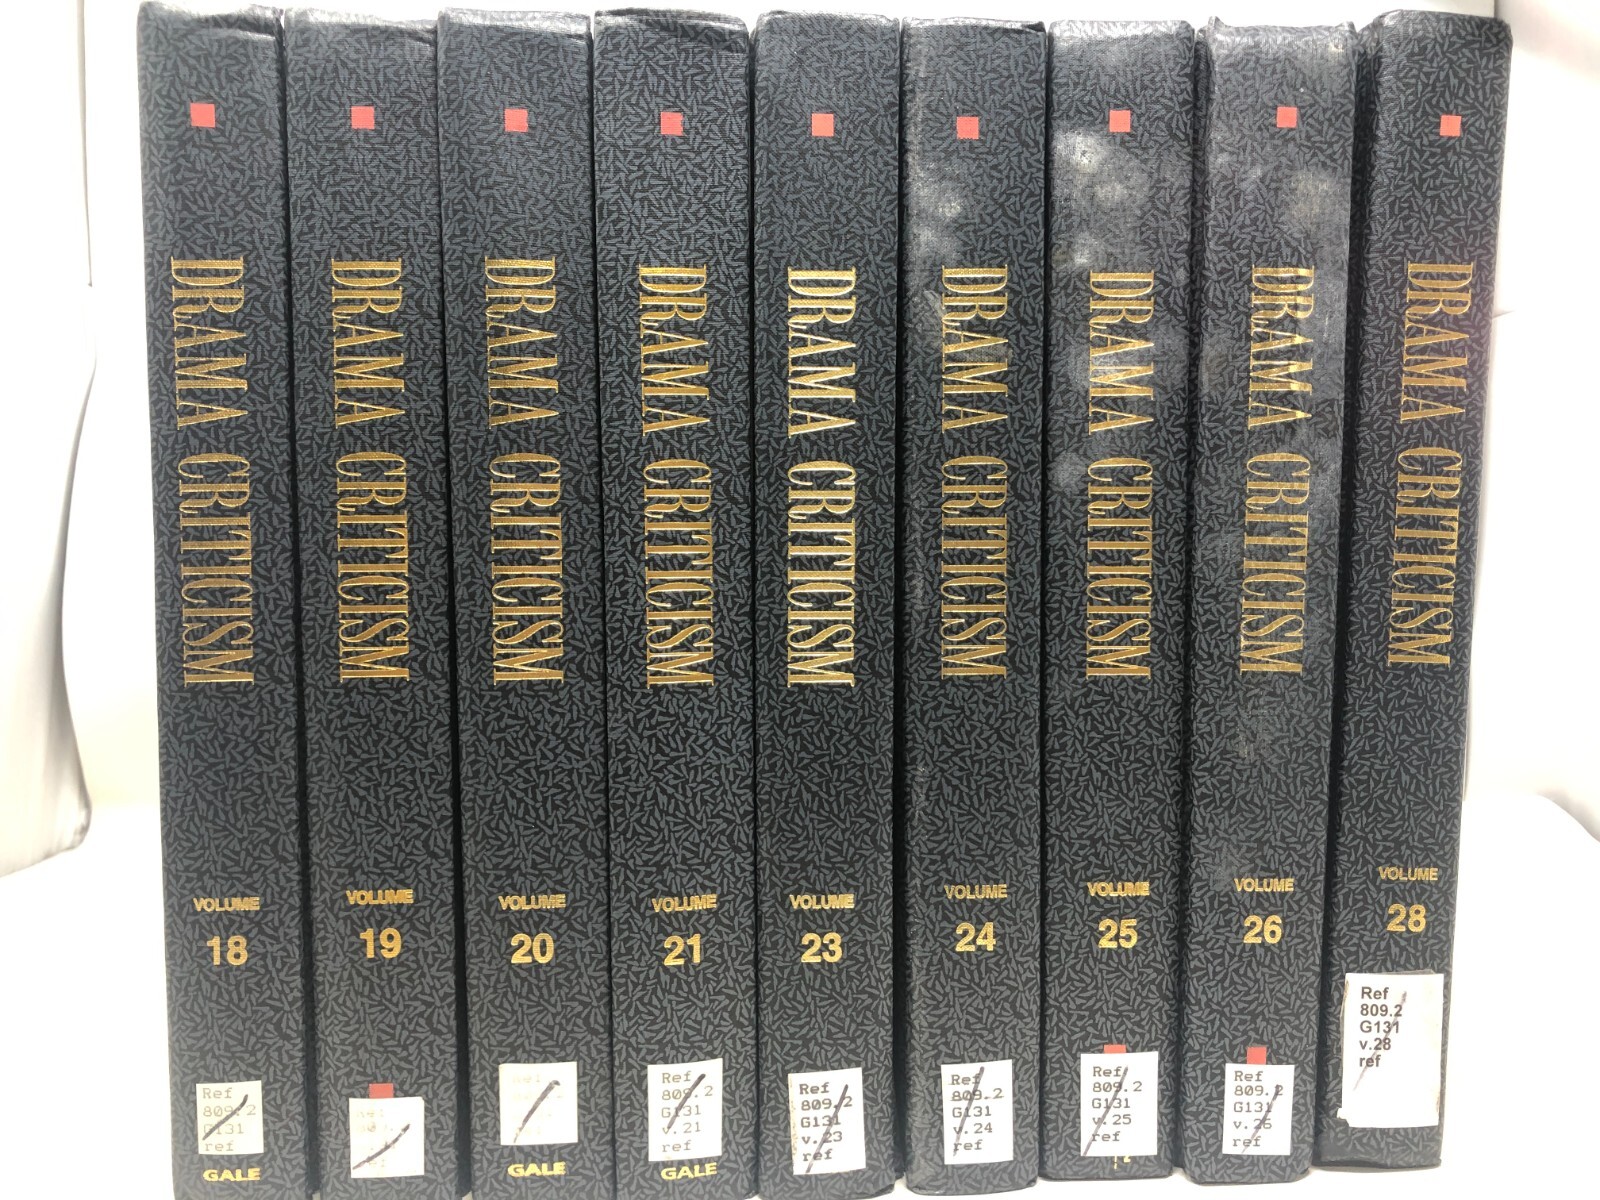 DRAMA CRITICISM
VOLUME
18
Ref
809.2
G131
ref
GALE
DRAMA CRITICISM
VOLUME
19
DRAMA CRITICISM
VOLUME
20
GALE
DRAMA CRITICISM
VOLUME
21
Ref
809.2
G131
v.21
ref
GALE
DRAMA CRITICISM
VOLUME
23
Ref
809.2
G131
v.23
ref
DRAMA CRITICISM
VOLUME
24
Ref
809.2
G131
v.24
ref
DRAMA CRITICISM
VOLUME
25
Ref
809.2
G131
v.25
ref
DRAMA CRITICISM
VOLUME
26
Ref
809.2
G131
v.26
ref
DRAMA CRITICISM
VOLUME
28
Ref
809.2
G131
v.28
ref